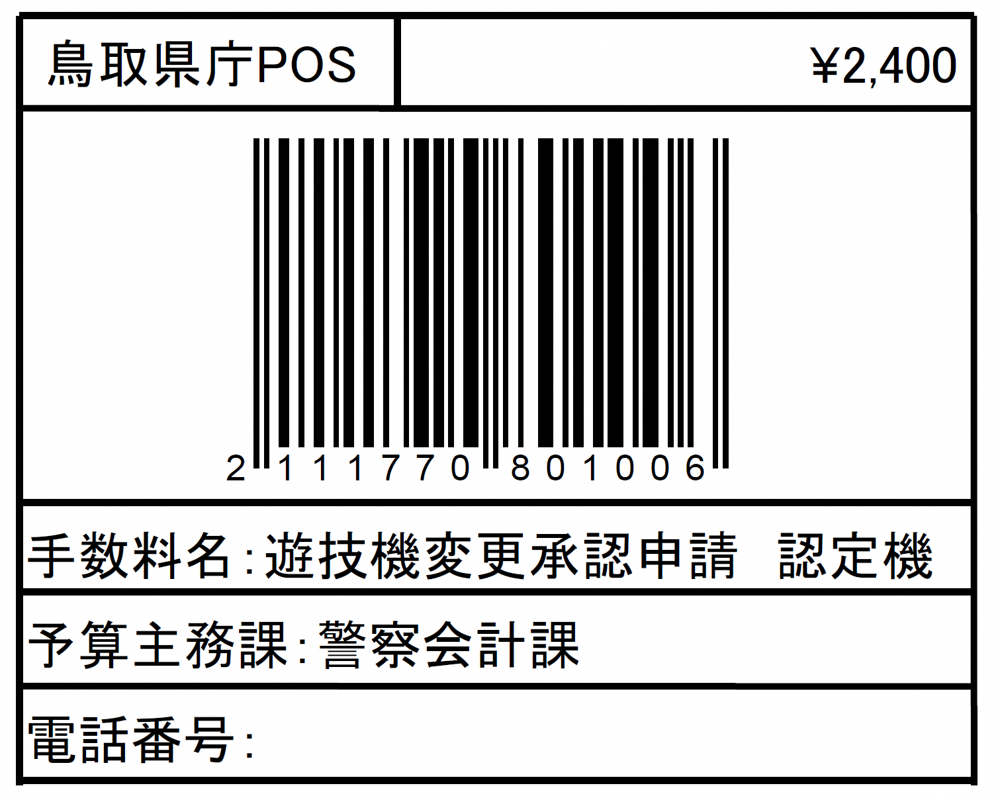 鳥取県庁POS ¥2,400
2 111770 801006
手数料名:遊技機変更承認申請　認定機
予算主務課:警察会計課
電話番号: